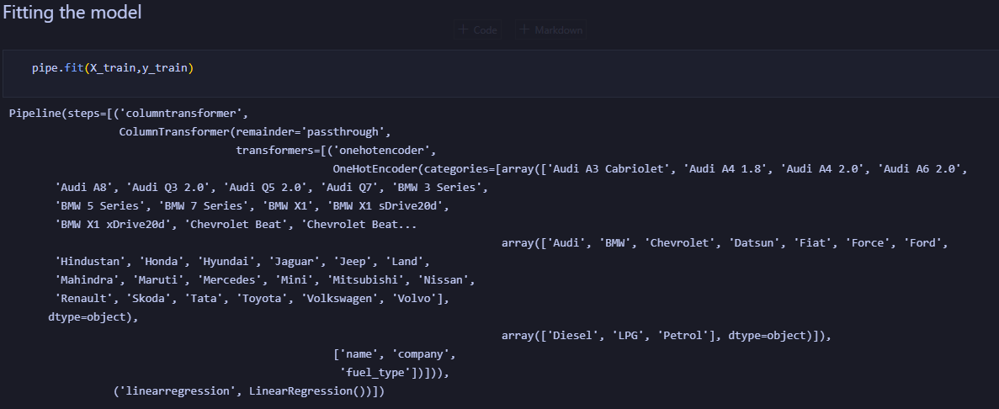 Fitting the model
+ Code + Markdown
pipe.fit(X_train,y_train)
Pipeline(steps=[('columntransformer',
ColumnTransformer(remainder='passthrough',
transformers=[('onehotencoder',
OneHotEncoder(categories=[array(['Audi A3 Cabriolet', 'Audi A4 1.8', 'Audi A4 2.0', 'Audi A6 2.0',
'Audi A8', 'Audi Q3 2.0', 'Audi Q5 2.0', 'Audi Q7', 'BMW 3 Series',
'BMW 5 Series', 'BMW 7 Series', 'BMW X1', 'BMW X1 sDrive20d',
'BMW X1 xDrive20d', 'Chevrolet Beat', 'Chevrolet Beat...
array(['Audi', 'BMW', 'Chevrolet', 'Datsun', 'Fiat', 'Force', 'Ford',
'Hindustan', 'Honda', 'Hyundai', 'Jaguar', 'Jeep', 'Land',
'Mahindra', 'Maruti', 'Mercedes', 'Mini', 'Mitsubishi', 'Nissan',
'Renault', 'Skoda', 'Tata', 'Toyota', 'Volkswagen', 'Volvo'],
dtype=object),
array(['Diesel', 'LPG', 'Petrol'], dtype=object)]),
['name', 'company',
'fuel_type'])])),
('linearregression', LinearRegression())])